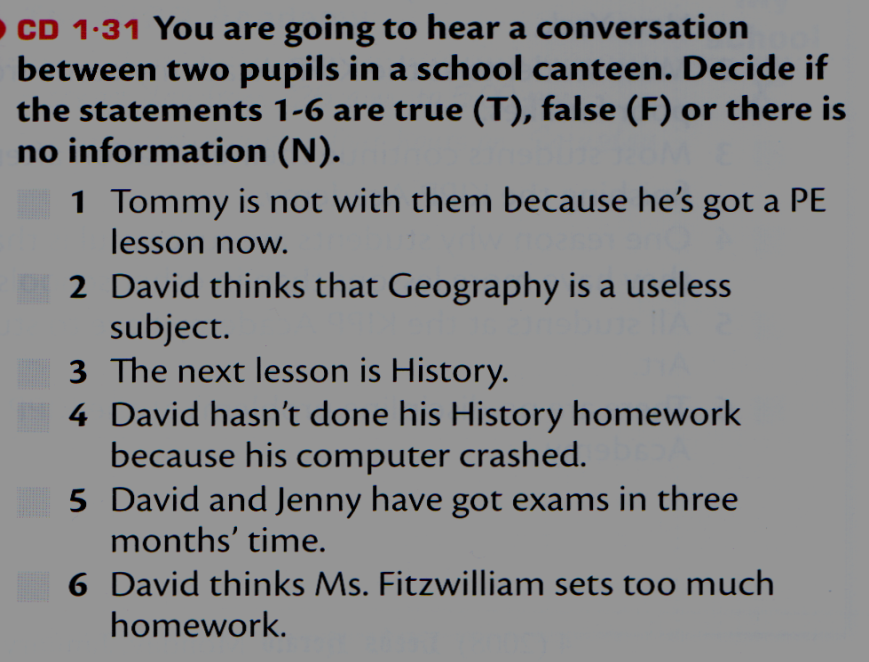 CD 1·31 You are going to hear a conversation
between two pupils in a school canteen. Decide if
the statements 1-6 are true (T), false (F) or there is
no information (N).
1 Tommy is not with them because he's got a PE
lesson now.
2 David thinks that Geography is a useless
subject.
3 The next lesson is History.
4 David hasn't done his History homework
because his computer crashed.
5 David and Jenny have got exams in three
months' time.
6 David thinks Ms. Fitzwilliam sets too much
homework.